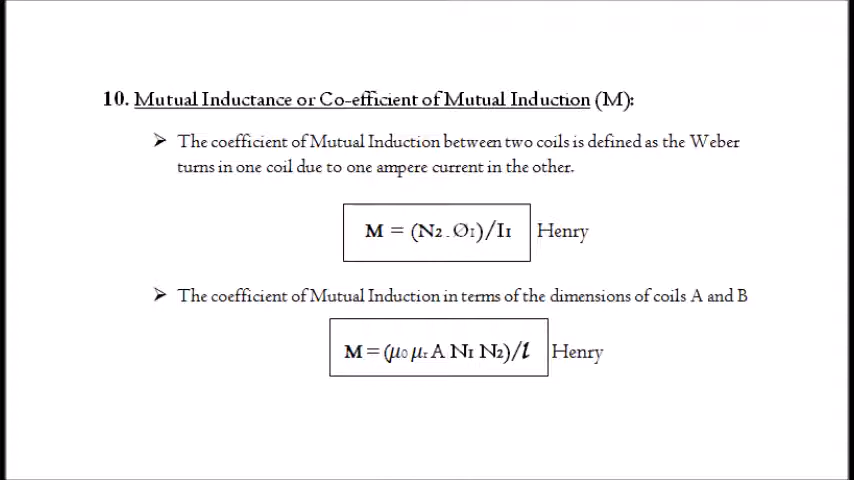 10. Mutual Inductance or Co-efficient of Mutual Induction (M):
➢ The coefficient of Mutual Induction between two coils is defined as the Weber
turns in one coil due to one ampere current in the other.
M = (N2 . Ø1)/I1 Henry
➢ The coefficient of Mutual Induction in terms of the dimensions of coils A and B
M = (μ0 μr A N1 N2)/l Henry